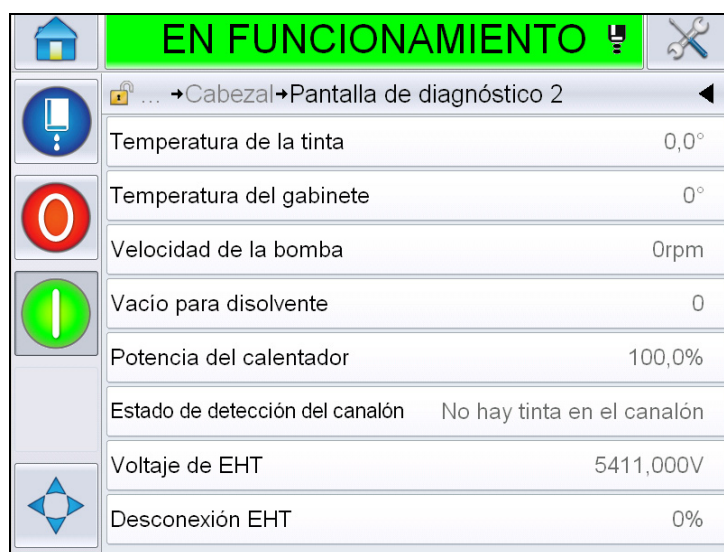 EN FUNCIONAMIENTO
... →Cabezal→Pantalla de diagnóstico 2
Temperatura de la tinta 0,0°
Temperatura del gabinete 0°
Velocidad de la bomba 0rpm
Vacío para disolvente 0
Potencia del calentador 100,0%
Estado de detección del canalón No hay tinta en el canalón
Voltaje de EHT 5411,000V
Desconexión EHT 0%